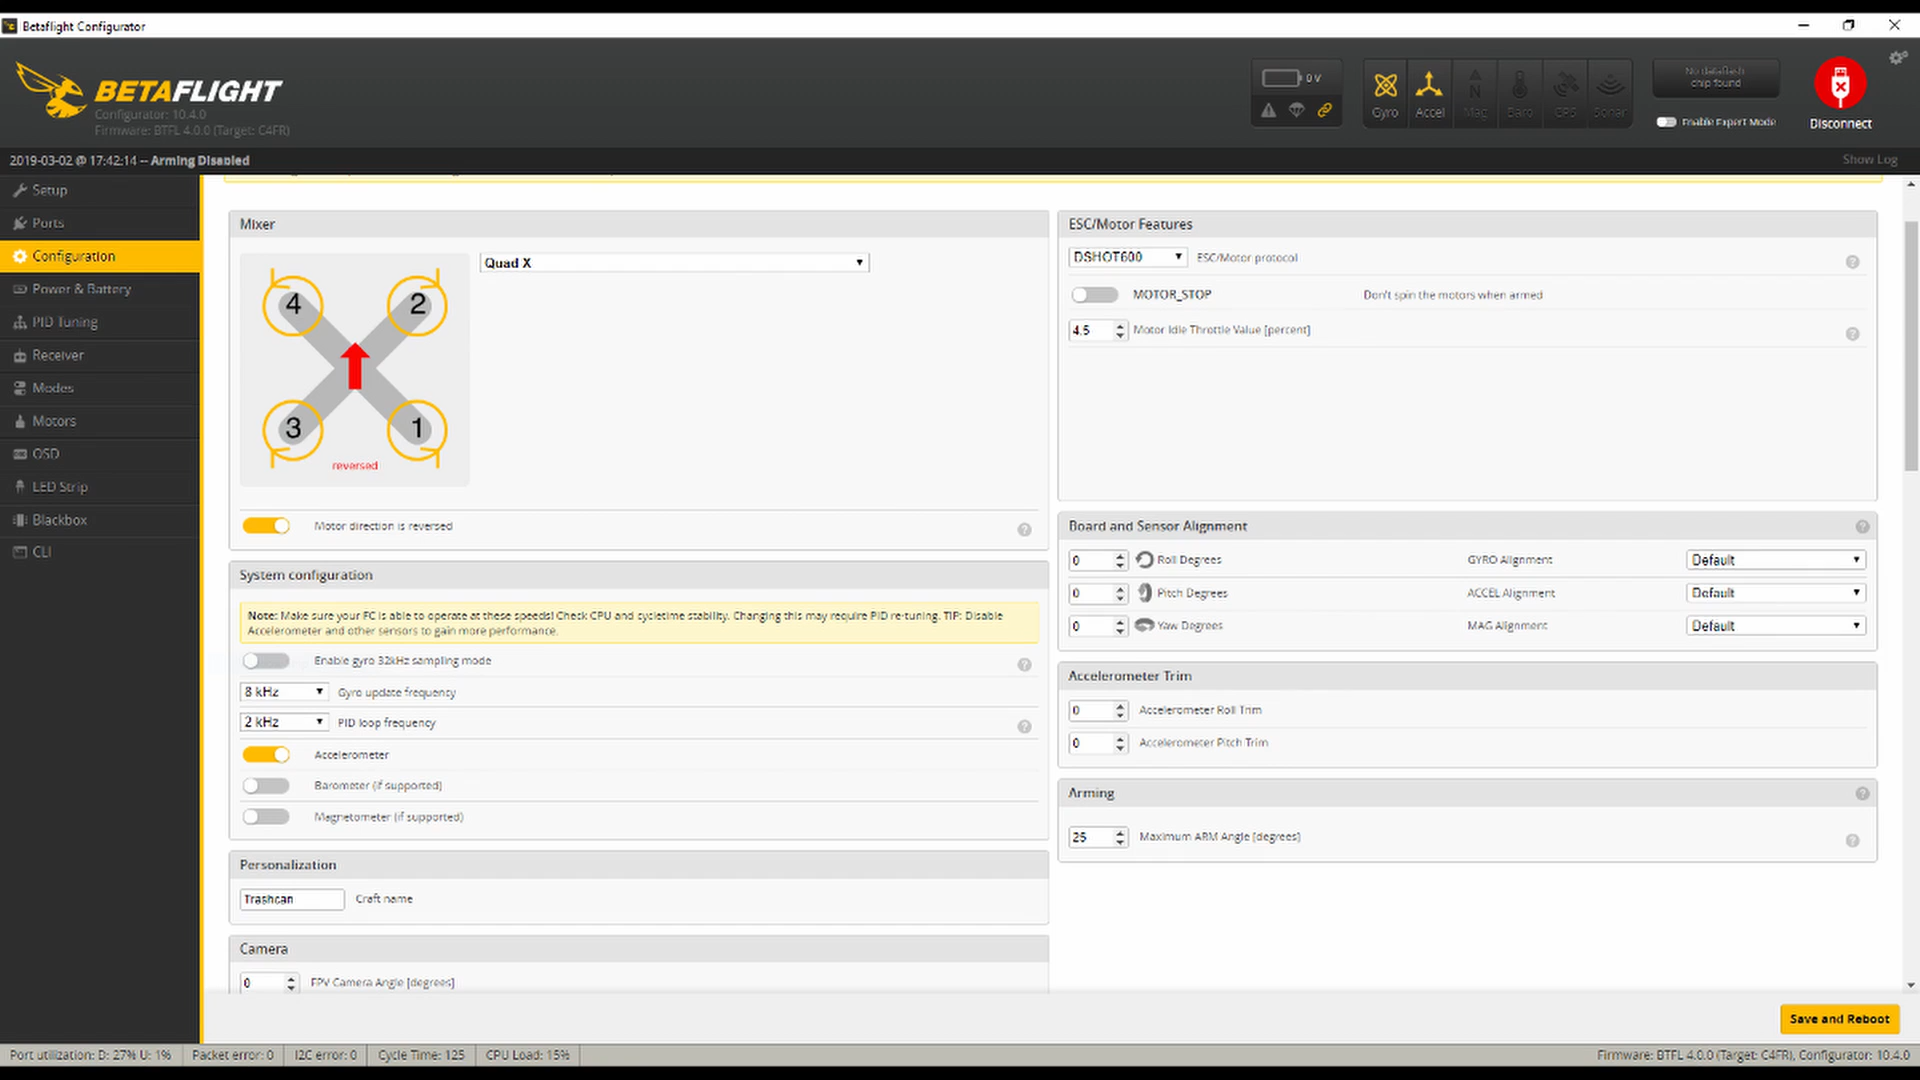 Betaflight Configurator
BETAFLIGHT
Configurator: 10.4.0
Firmware: BTFL 4.0.0 (Target: C4FR)
0 V
Gyro
Accel
Mag
Baro
GPS
Sonar
No dataflash
chip found
Enable Expert Mode
Disconnect
2019-03-02 @ 17:42:14 -- Arming Disabled
Show Log
Setup
Ports
Configuration
Power & Battery
PID Tuning
Receiver
Modes
Motors
OSD
LED Strip
Blackbox
CLI
Mixer
Quad X
4
2
3
1
reversed
Motor direction is reversed
System configuration
Note: Make sure your FC is able to operate at these speeds! Check CPU and cycletime stability. Changing this may require PID re-tuning. TIP: Disable
Accelerometer and other sensors to gain more performance.
Enable gyro 32kHz sampling mode
8 kHz Gyro update frequency
2 kHz PID loop frequency
Accelerometer
Barometer (if supported)
Magnetometer (if supported)
Personalization
Trashcan Craft name
Camera
0 FPV Camera Angle [degrees]
ESC/Motor Features
DSHOT600 ESC/Motor protocol
MOTOR_STOP Don't spin the motors when armed
4.5 Motor Idle Throttle Value [percent]
Board and Sensor Alignment
0 Roll Degrees GYRO Alignment Default
0 Pitch Degrees ACCEL Alignment Default
0 Yaw Degrees MAG Alignment Default
Accelerometer Trim
0 Accelerometer Roll Trim
0 Accelerometer Pitch Trim
Arming
25 Maximum ARM Angle [degrees]
Save and Reboot
Port utilization: D: 27% U: 1% Packet error: 0 I2C error: 0 Cycle Time: 125 CPU Load: 15% Firmware: BTFL 4.0.0 (Target: C4FR), Configurator: 10.4.0